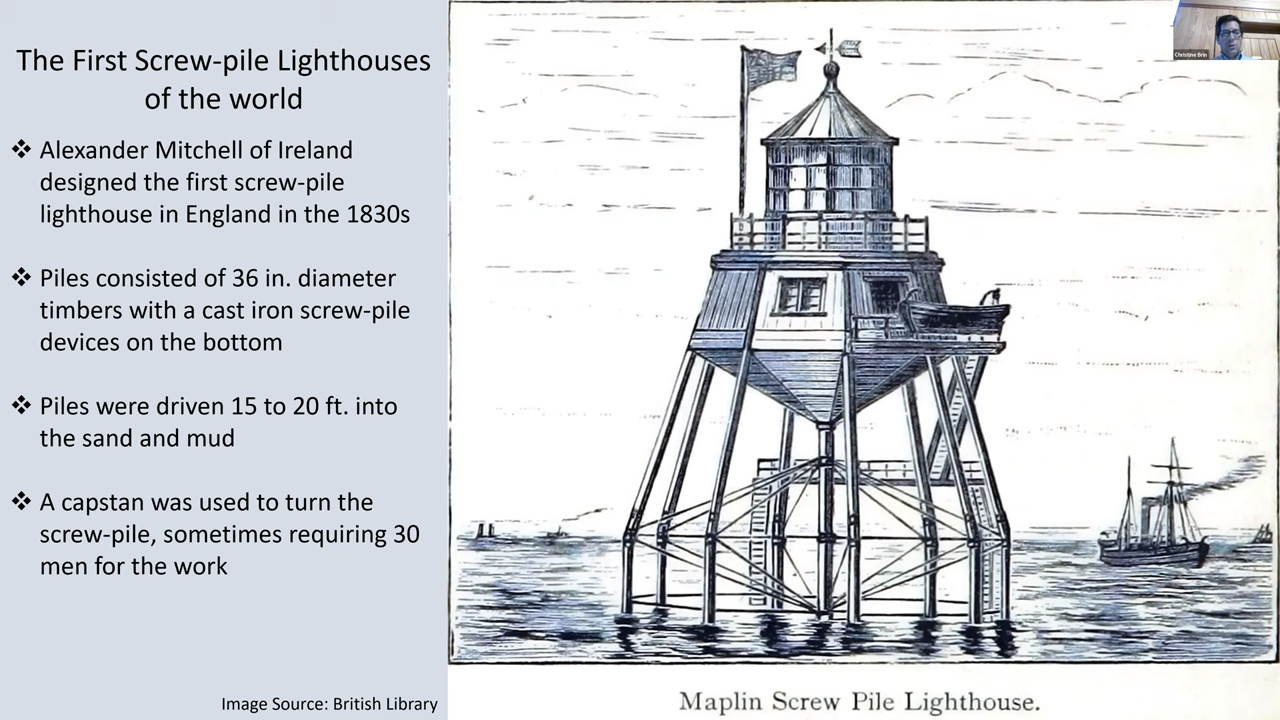 The First Screw-pile Lighthouses
of the world
❖ Alexander Mitchell of Ireland
designed the first screw-pile
lighthouse in England in the 1830s
❖ Piles consisted of 36 in. diameter
timbers with a cast iron screw-pile
devices on the bottom
❖ Piles were driven 15 to 20 ft. into
the sand and mud
❖ A capstan was used to turn the
screw-pile, sometimes requiring 30
men for the work
Image Source: British Library
Maplin Screw Pile Lighthouse.
Christine Brin